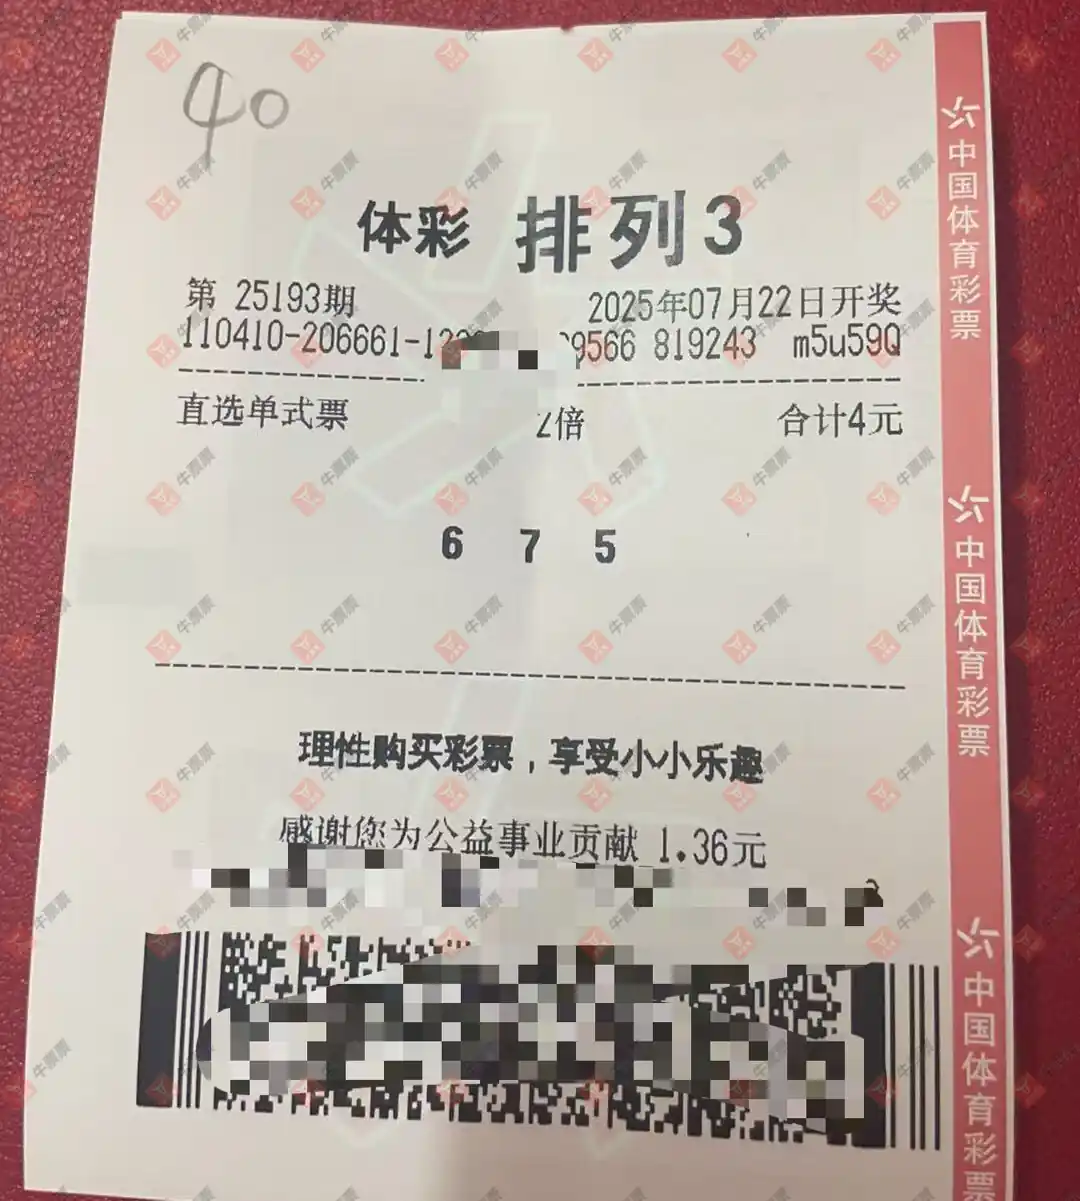 40
体彩 排列3
第 25193期 2025年07月22日开奖
110410-206661-12 9566 819243 m5u59Q
直选单式票 2倍 合计4元
6 7 5
理性购买彩票，享受小小乐趣
感谢您为公益事业贡献 1.36元
中国体育彩票
中国体育彩票
中国体育彩票
牛票票